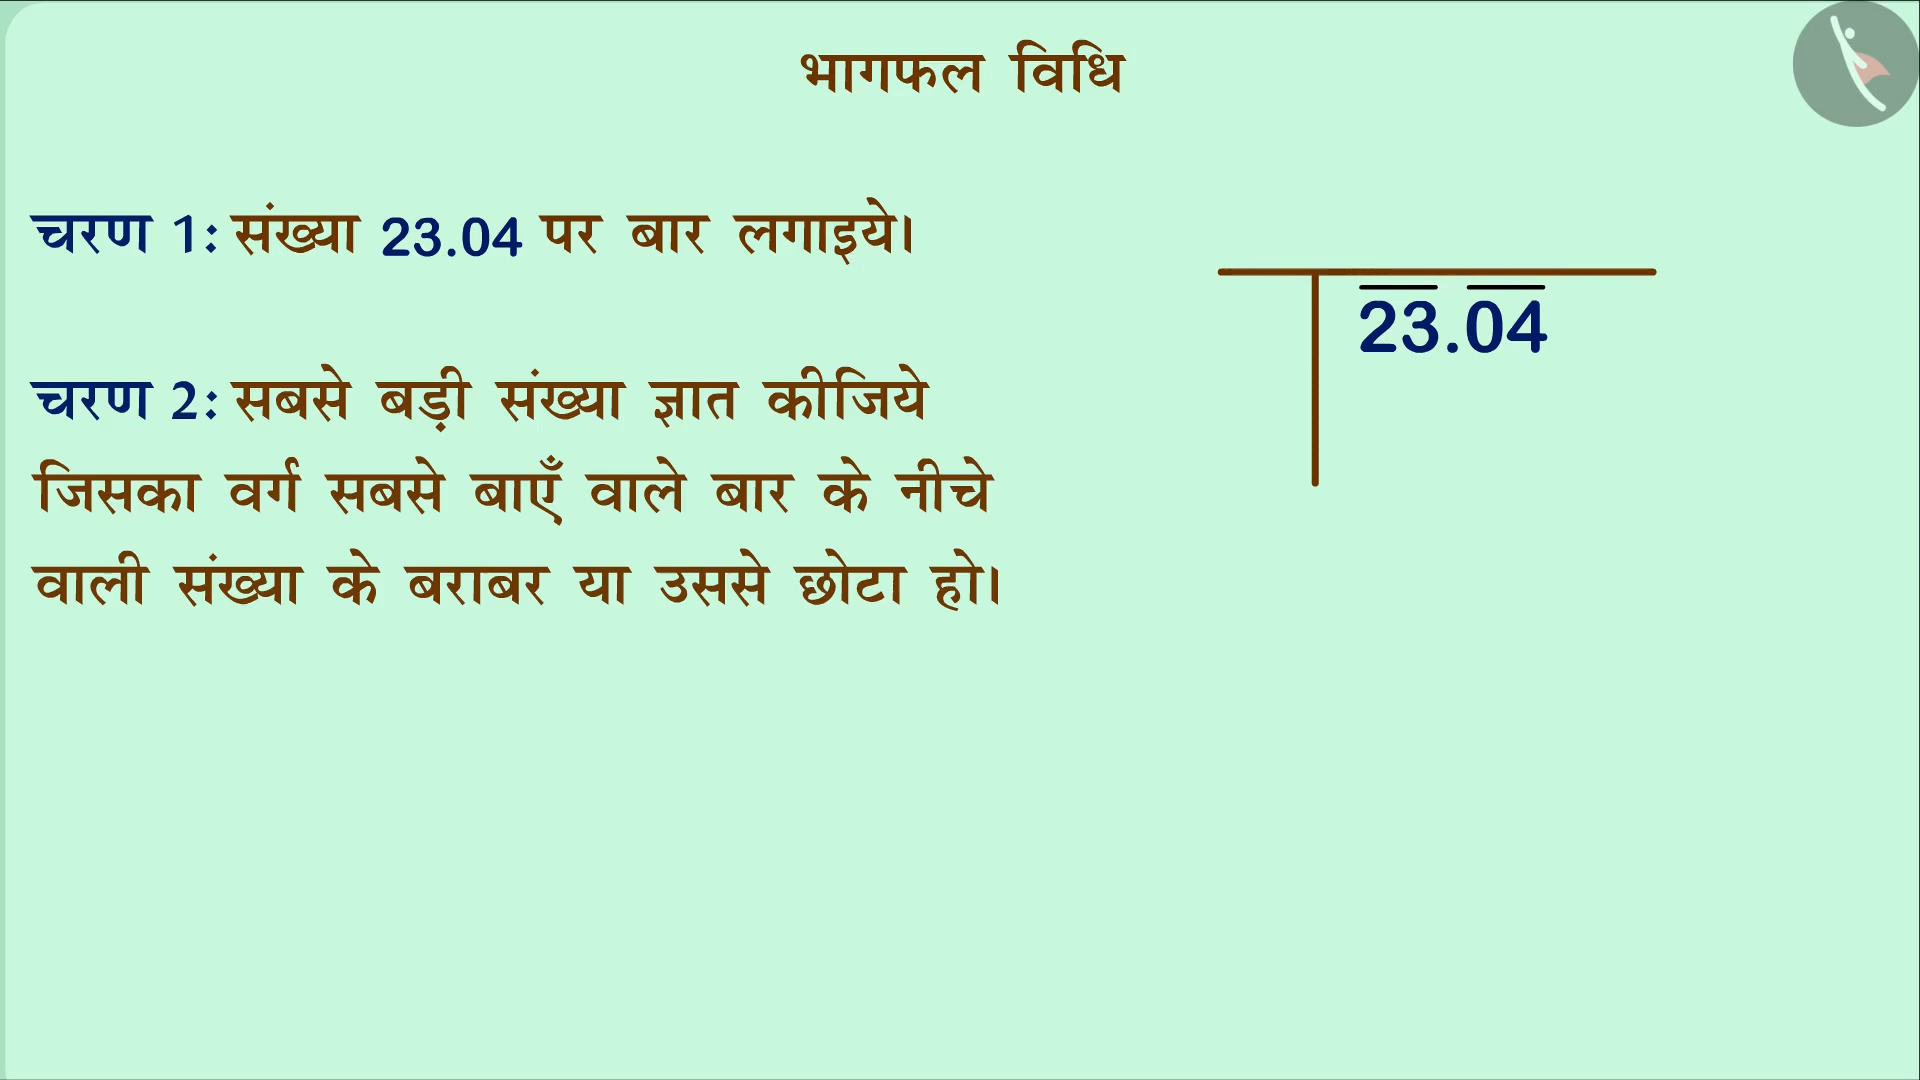 भागफल विधि
चरण 1: संख्या 23.04 पर बार लगाइये।
23.04
चरण 2: सबसे बड़ी संख्या ज्ञात कीजिये
जिसका वर्ग सबसे बाएँ वाले बार के नीचे
वाली संख्या के बराबर या उससे छोटा हो।